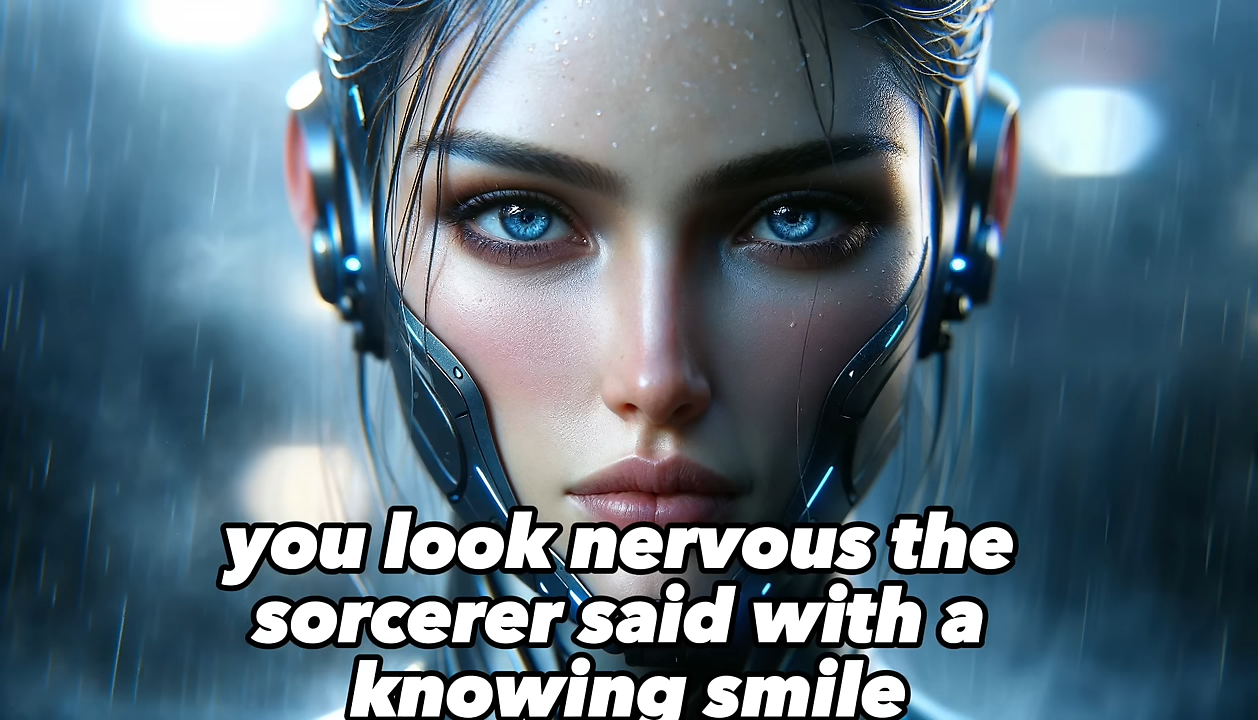 you look nervous the
sorcerer said with a
knowing smile